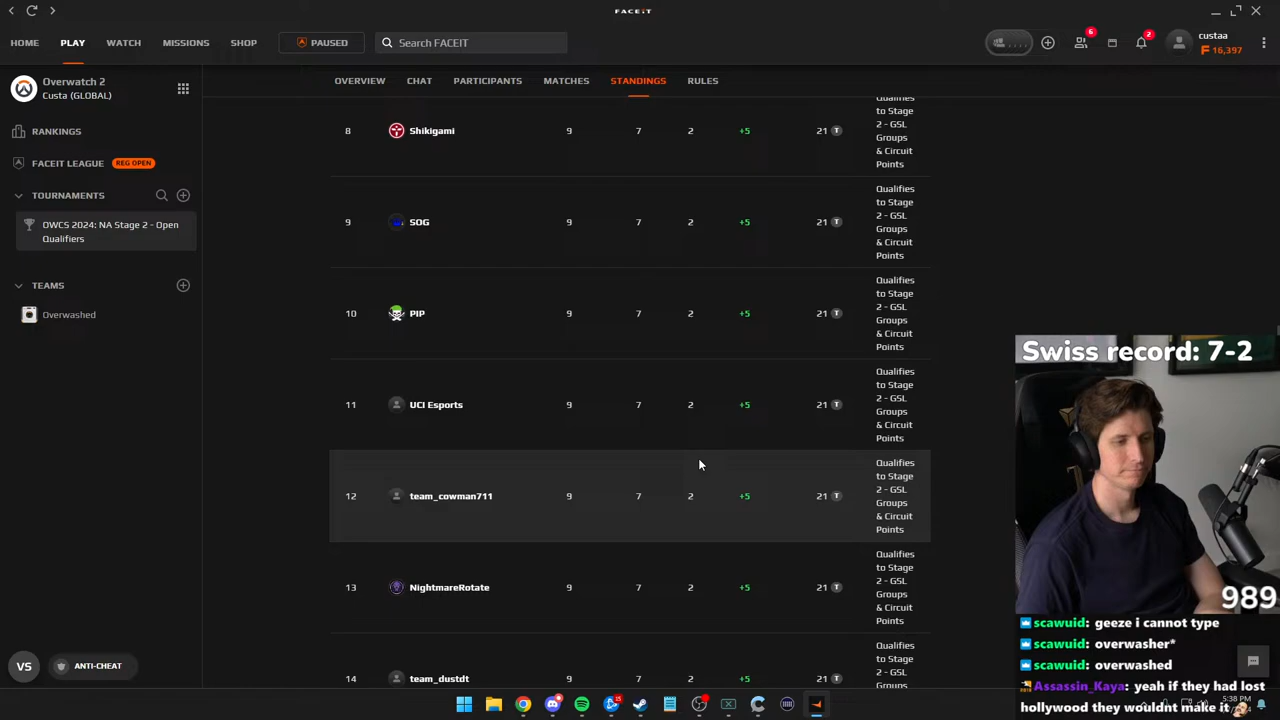 FACEIT
HOME PLAY WATCH MISSIONS SHOP PAUSED Search FACEIT 6 2 custaa
16,397
Overwatch 2
Custa (GLOBAL)
RANKINGS
FACEIT LEAGUE REG OPEN
TOURNAMENTS
OWCS 2024: NA Stage 2 - Open
Qualifiers
TEAMS
Overwashed
VS ANTI-CHEAT
OVERVIEW CHAT PARTICIPANTS MATCHES STANDINGS RULES
8 Shikigami 9 7 2 +5 21 T
Qualifies
to Stage
2 - GSL
Groups
& Circuit
Points
9 SOG 9 7 2 +5 21 T
Qualifies
to Stage
2 - GSL
Groups
& Circuit
Points
10 PIP 9 7 2 +5 21 T
Qualifies
to Stage
2 - GSL
Groups
& Circuit
Points
11 UCI Esports 9 7 2 +5 21 T
Qualifies
to Stage
2 - GSL
Groups
& Circuit
Points
12 team_cowman711 9 7 2 +5 21 T
Qualifies
to Stage
2 - GSL
Groups
& Circuit
Points
13 NightmareRotate 9 7 2 +5 21 T
Qualifies
to Stage
2 - GSL
Groups
& Circuit
Points
14 team_dustdt 9 7 2 +5 21 T
Qualifies
to Stage
2 - GSL
Groups
Swiss record: 7-2
989
scawuid: geeze i cannot type
scawuid: overwasher*
scawuid: overwashed
Assassin_Kaya: yeah if they had lost
hollywood they wouldnt make it
15
5:38 PM